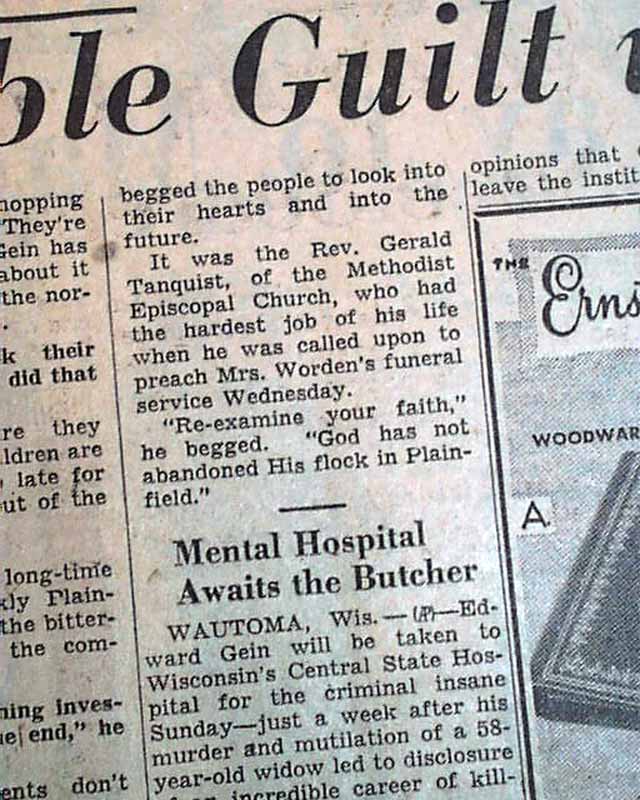 ble Guilt
hopping
"They're
Gein has
about it
the nor-
k their
did that
re they
ldren are
late for
ut of the
long-time
kly Plain-
the bitter-
the com-
ning inves-
end," he
ents don't
begged the people to look into
their hearts and into the
future.
It was the Rev. Gerald
Tanquist, of the Methodist
Episcopal Church, who had
the hardest job of his life
when he was called upon to
preach Mrs. Worden's funeral
service Wednesday.
"Re-examine your faith,"
he begged. "God has not
abandoned His flock in Plain-
field."
Mental Hospital
Awaits the Butcher
WAUTOMA, Wis.—(AP)—Ed-
ward Gein will be taken to
Wisconsin's Central State Hos-
pital for the criminal insane
Sunday—just a week after his
murder and mutilation of a 58-
year-old widow led to disclosure
incredible career of kill-
opinions that
leave the instit
THE
Erns
WOODWAR
A